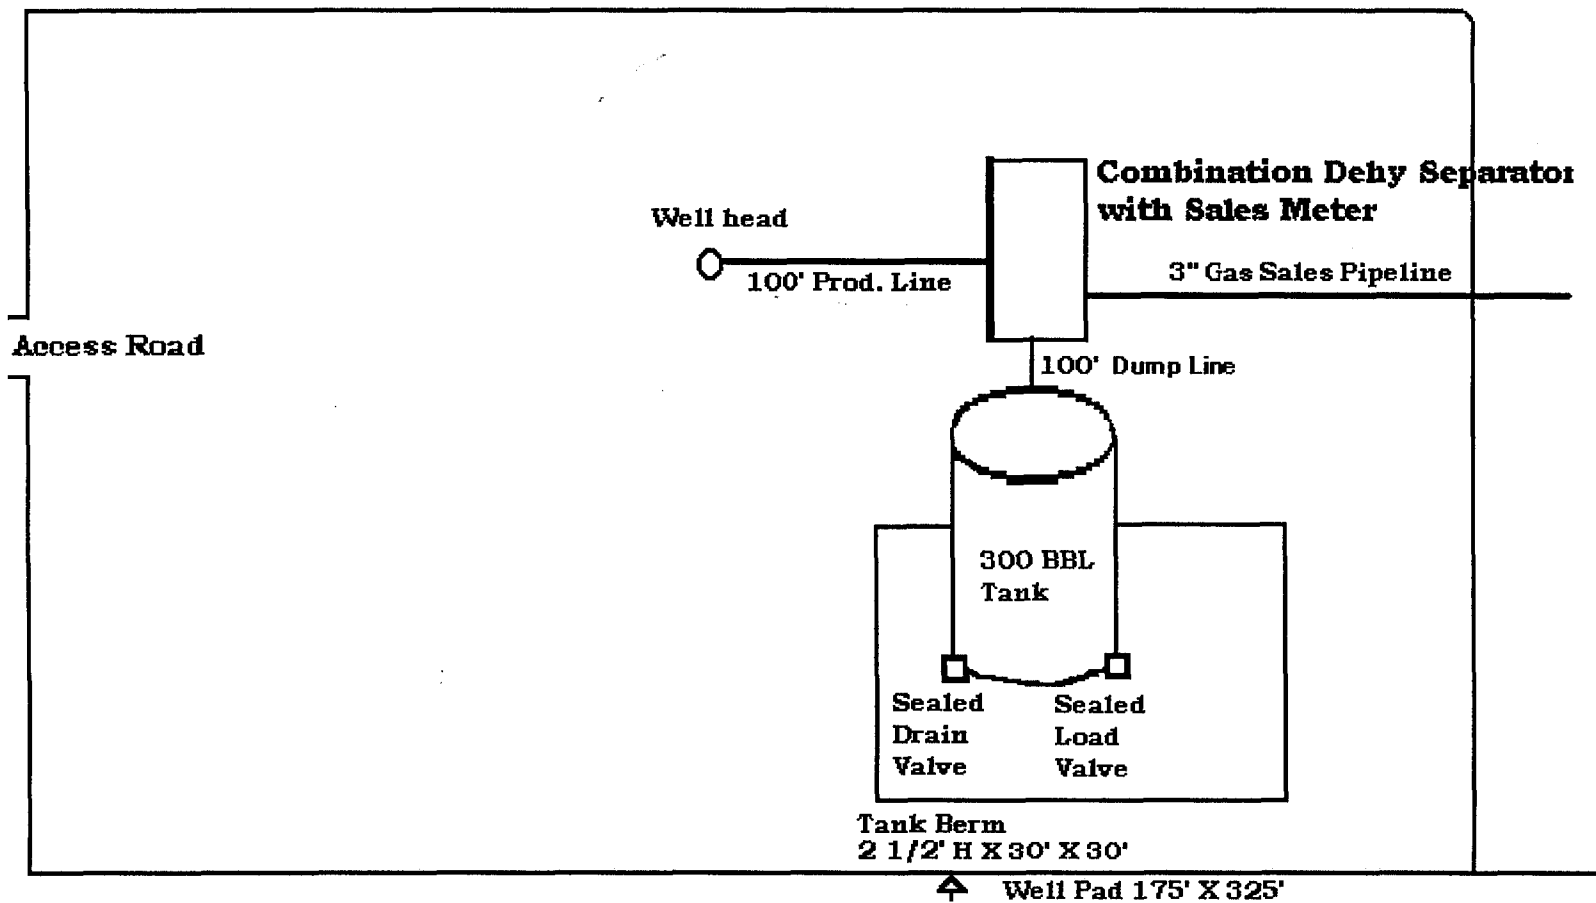 Combination Dehy Separator
with Sales Meter
Well head
100' Prod. Line
3" Gas Sales Pipeline
Access Road
100' Dump Line
300 BBL
Tank
Sealed
Drain
Valve
Sealed
Load
Valve
Tank Berm
2 1/2' H X 30' X 30'
Well Pad 175' X 325'